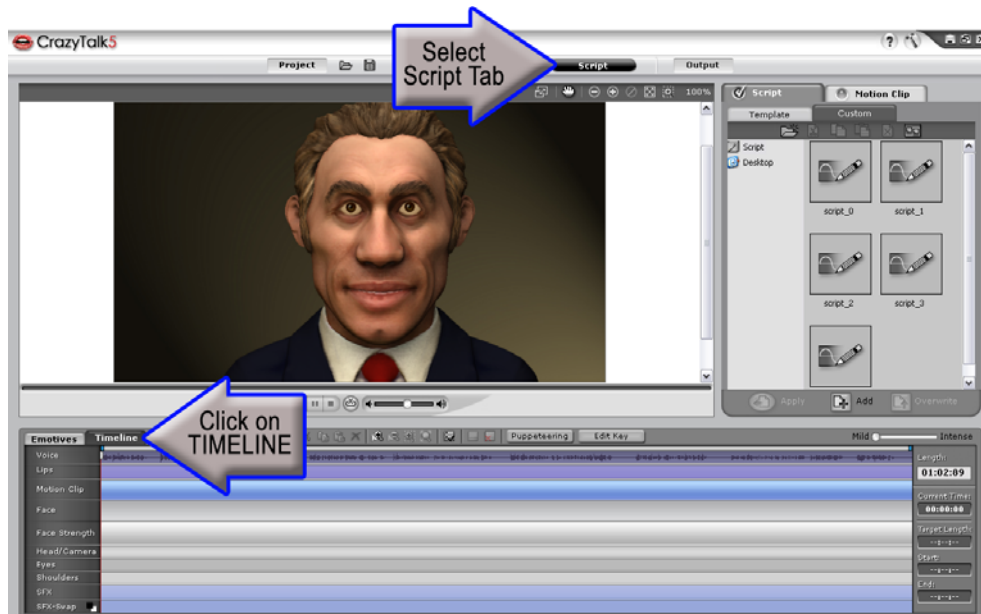 CrazyTalk5
Select
Script Tab
Project
Script
Output
100%
Script
Motion Clip
Template
Custom
Script
Desktop
script_0
script_1
script_2
script_3
Apply
Add
Overwrite
Click on
TIMELINE
Emotives
Timeline
Puppeteering
Edit Key
Mild
Intense
Voice
Lips
Motion Clip
Face
Face Strength
Head/Camera
Eyes
Shoulders
SFX
SFX-Swap
Length:
01:02:09
Current Time:
00:00:00
Target Length:
--:--:--
Start:
--:--:--
End:
--:--:--